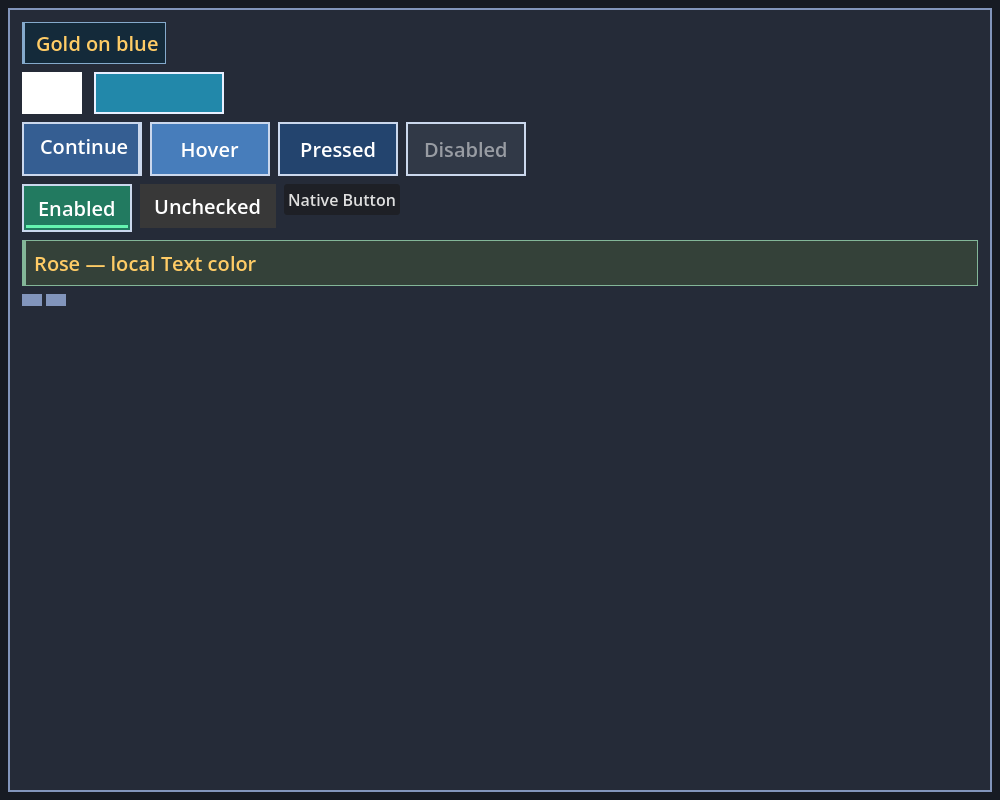 Gold on blue
Continue Hover Pressed Disabled
Enabled Unchecked Native Button
Rose — local Text color